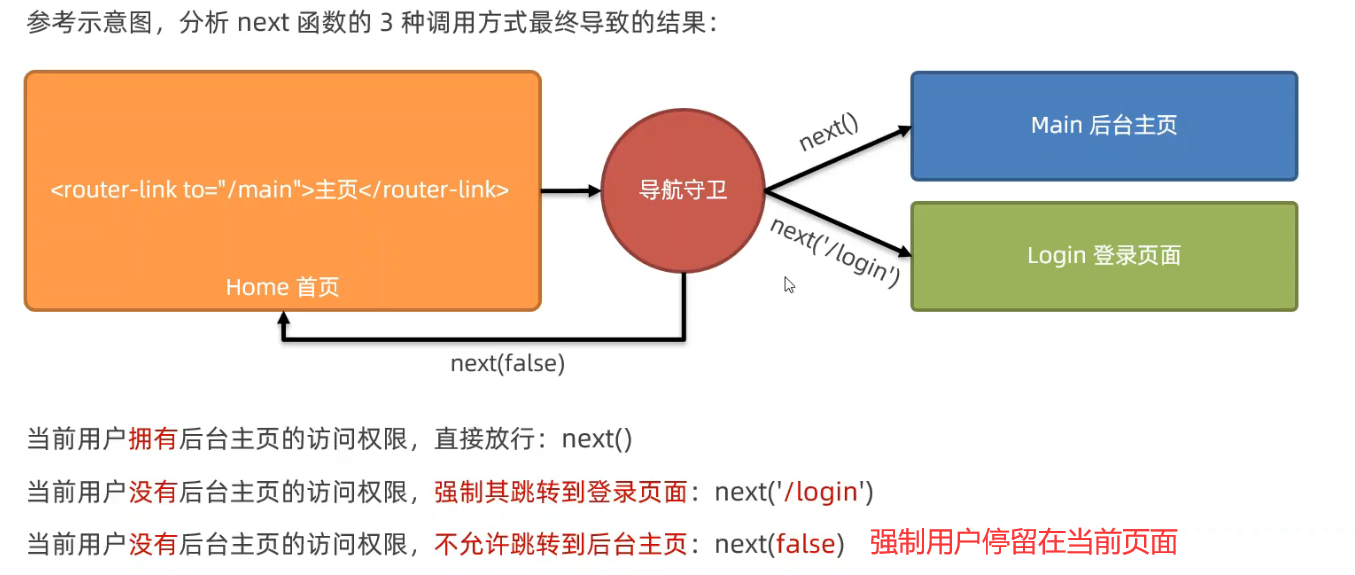 参考示意图，分析 next 函数的 3 种调用方式最终导致的结果：
<router-link to="/main">主页</router-link>
Home 首页
导航守卫
next()
next('/login')
Main 后台主页
Login 登录页面
next(false)
当前用户拥有后台主页的访问权限，直接放行：next()
当前用户没有后台主页的访问权限，强制其跳转到登录页面：next('/login')
当前用户没有后台主页的访问权限，不允许跳转到后台主页：next(false) 强制用户停留在当前页面